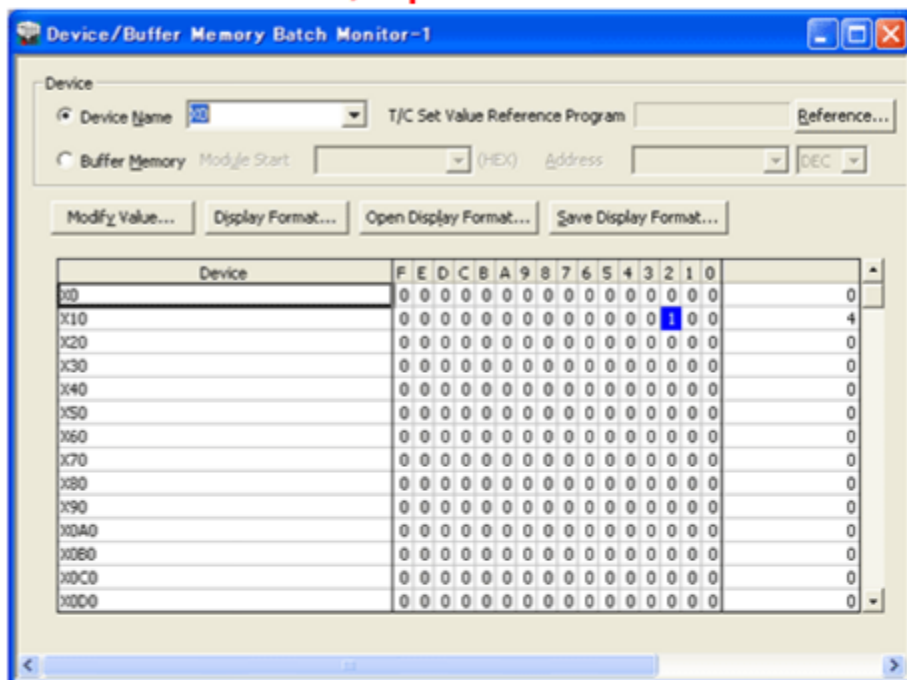 Device/Buffer Memory Batch Monitor-1
Device
Device Name X0 T/C Set Value Reference Program Reference...
Buffer Memory Module Start (HEX) Address DEC
Modify Value... Display Format... Open Display Format... Save Display Format...
Device F E D C B A 9 8 7 6 5 4 3 2 1 0
X0 0 0 0 0 0 0 0 0 0 0 0 0 0 0 0 0 0
X10 0 0 0 0 0 0 0 0 0 0 0 0 0 1 0 0 4
X20 0 0 0 0 0 0 0 0 0 0 0 0 0 0 0 0 0
X30 0 0 0 0 0 0 0 0 0 0 0 0 0 0 0 0 0
X40 0 0 0 0 0 0 0 0 0 0 0 0 0 0 0 0 0
X50 0 0 0 0 0 0 0 0 0 0 0 0 0 0 0 0 0
X60 0 0 0 0 0 0 0 0 0 0 0 0 0 0 0 0 0
X70 0 0 0 0 0 0 0 0 0 0 0 0 0 0 0 0 0
X80 0 0 0 0 0 0 0 0 0 0 0 0 0 0 0 0 0
X90 0 0 0 0 0 0 0 0 0 0 0 0 0 0 0 0 0
X0A0 0 0 0 0 0 0 0 0 0 0 0 0 0 0 0 0 0
X0B0 0 0 0 0 0 0 0 0 0 0 0 0 0 0 0 0 0
X0C0 0 0 0 0 0 0 0 0 0 0 0 0 0 0 0 0 0
X0D0 0 0 0 0 0 0 0 0 0 0 0 0 0 0 0 0 0